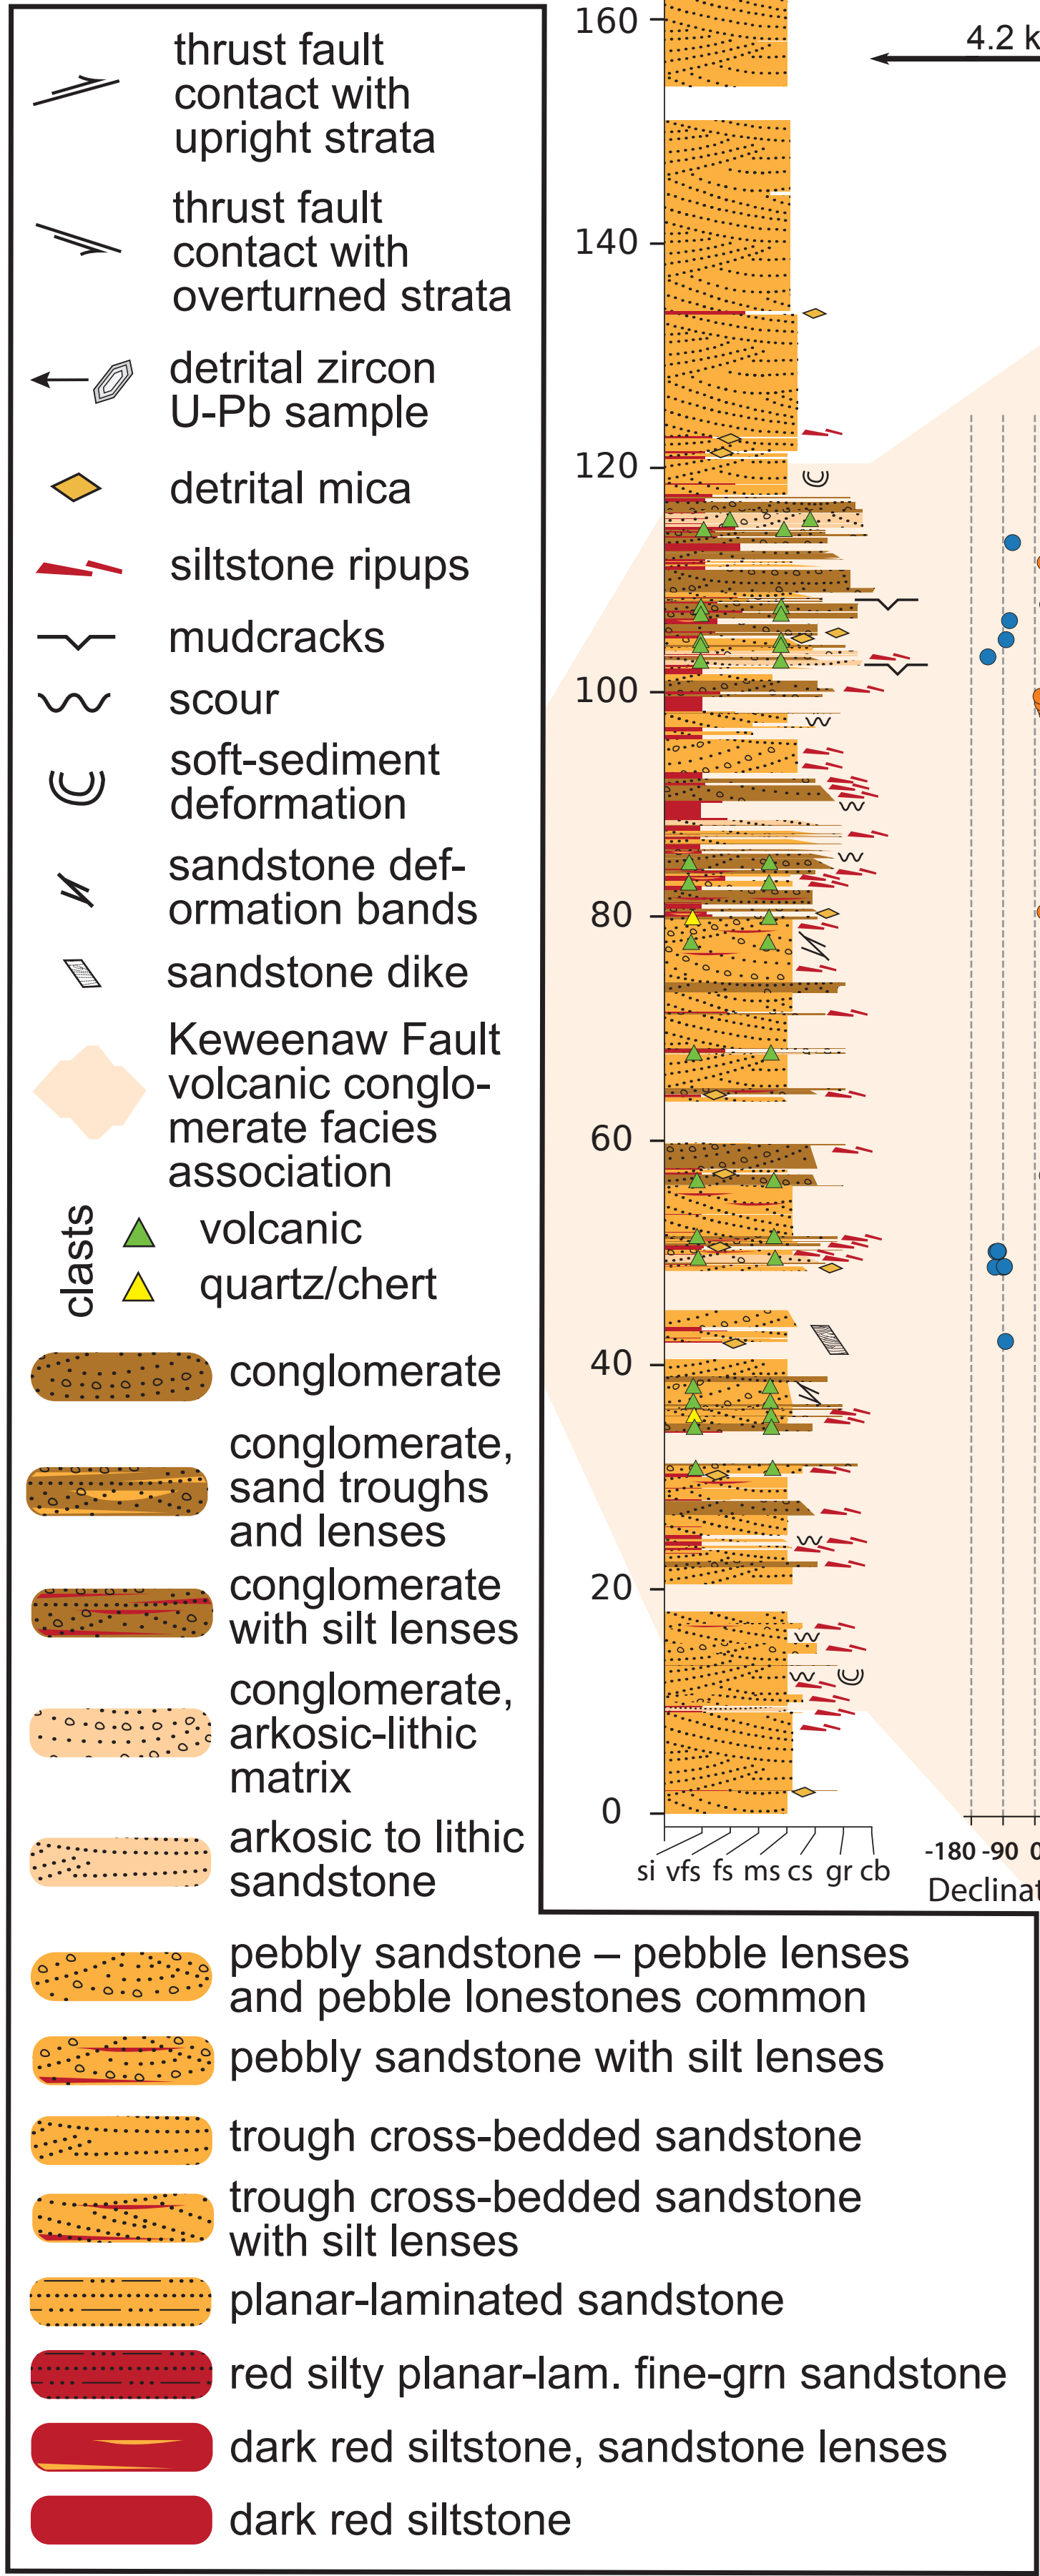 thrust fault
contact with
upright strata
thrust fault
contact with
overturned strata
detrital zircon
U-Pb sample
detrital mica
siltstone ripups
mudcracks
scour
soft-sediment
deformation
sandstone def-
ormation bands
sandstone dike
Keweenaw Fault
volcanic conglo-
merate facies
association
clasts
volcanic
quartz/chert
conglomerate
conglomerate,
sand troughs
and lenses
conglomerate
with silt lenses
conglomerate,
arkosic-lithic
matrix
arkosic to lithic
sandstone
pebbly sandstone – pebble lenses
and pebble lonestones common
pebbly sandstone with silt lenses
trough cross-bedded sandstone
trough cross-bedded sandstone
with silt lenses
planar-laminated sandstone
red silty planar-lam. fine-grn sandstone
dark red siltstone, sandstone lenses
dark red siltstone
160
140
120
100
80
60
40
20
0
si vfs fs ms cs gr cb
4.2 k
-180 -90 0
Declinat